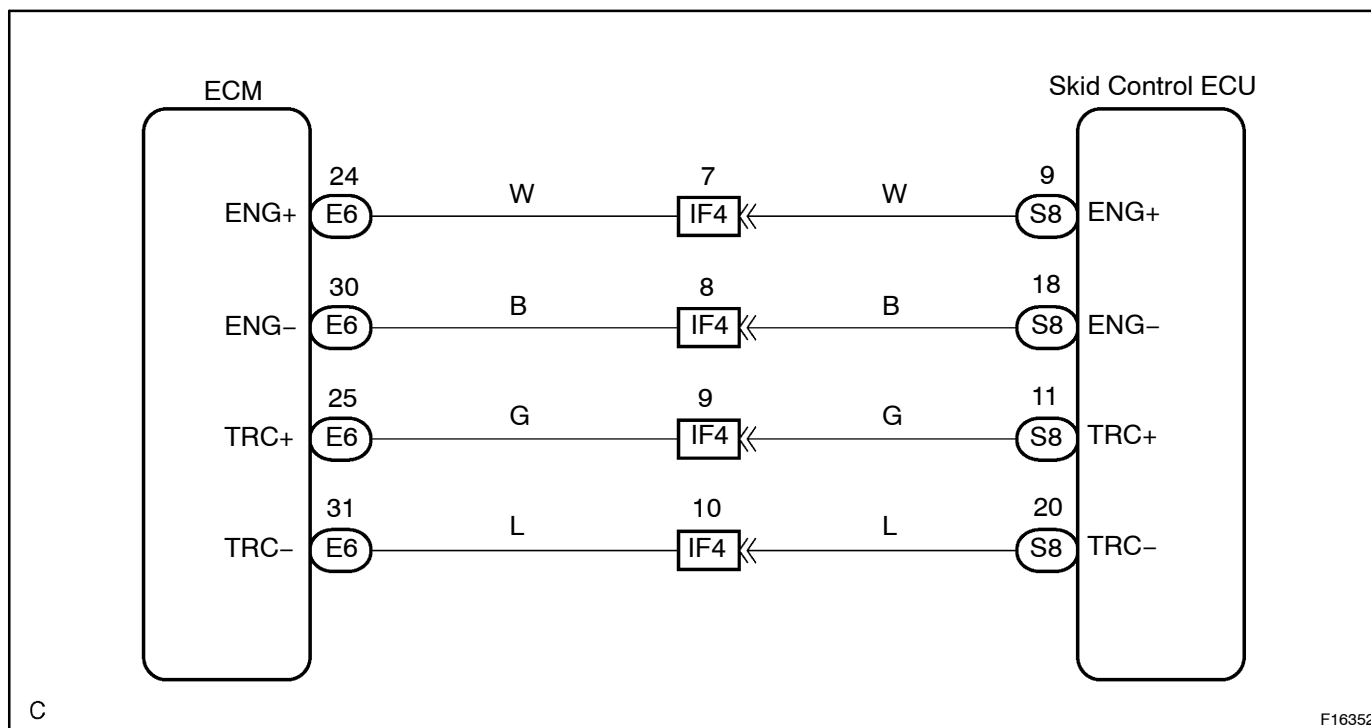 ECM
Skid Control ECU
24
7
9
ENG+
E6
W
IF4
W
S8
ENG+
30
8
18
ENG−
E6
B
IF4
B
S8
ENG−
25
9
11
TRC+
E6
G
IF4
G
S8
TRC+
31
10
20
TRC−
E6
L
IF4
L
S8
TRC−
C
F16352